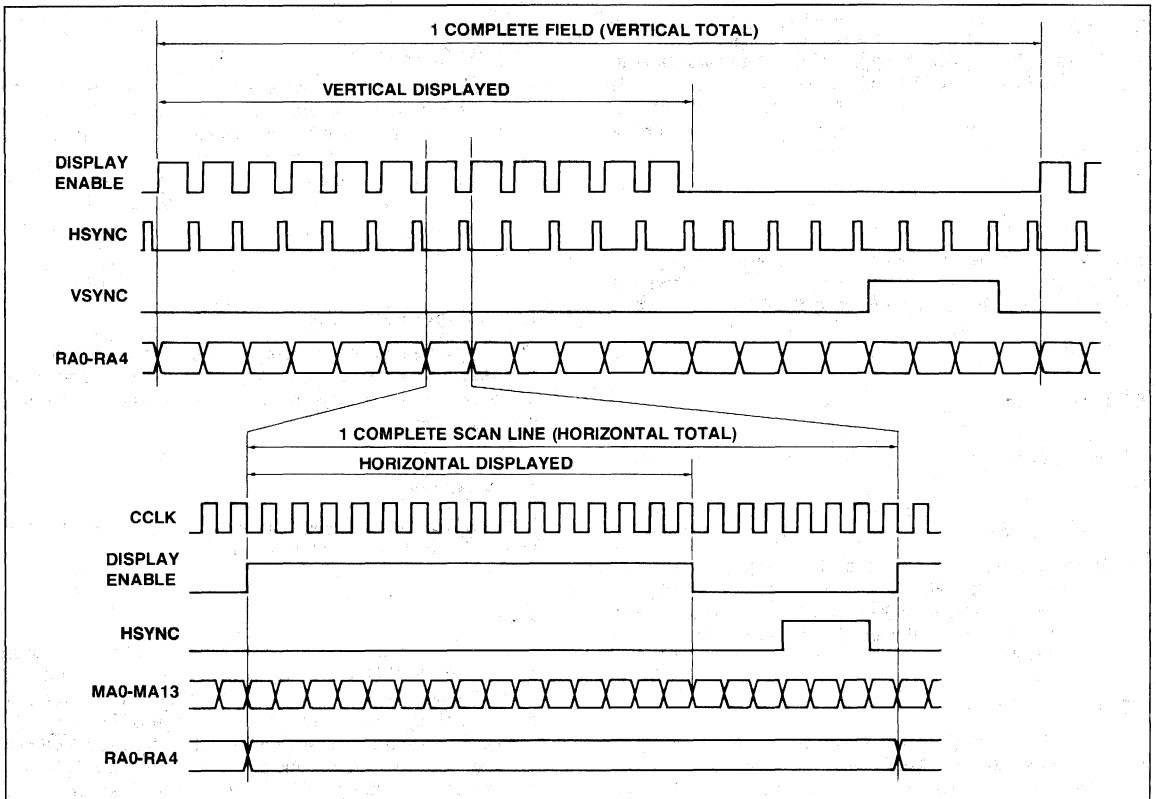 1 COMPLETE FIELD (VERTICAL TOTAL)
VERTICAL DISPLAYED
DISPLAY
ENABLE
HSYNC
VSYNC
RA0-RA4
1 COMPLETE SCAN LINE (HORIZONTAL TOTAL)
HORIZONTAL DISPLAYED
CCLK
DISPLAY
ENABLE
HSYNC
MA0-MA13
RA0-RA4